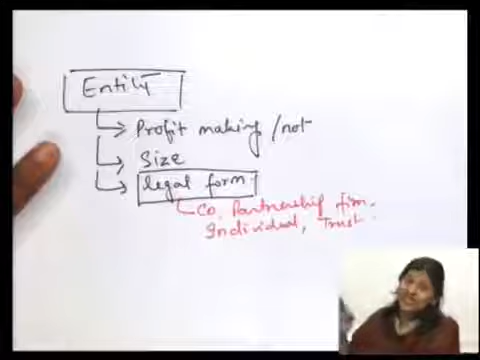 Entity
Profit making /not
Size
legal form.
Co. Partnership firm,
Individual, Trust.